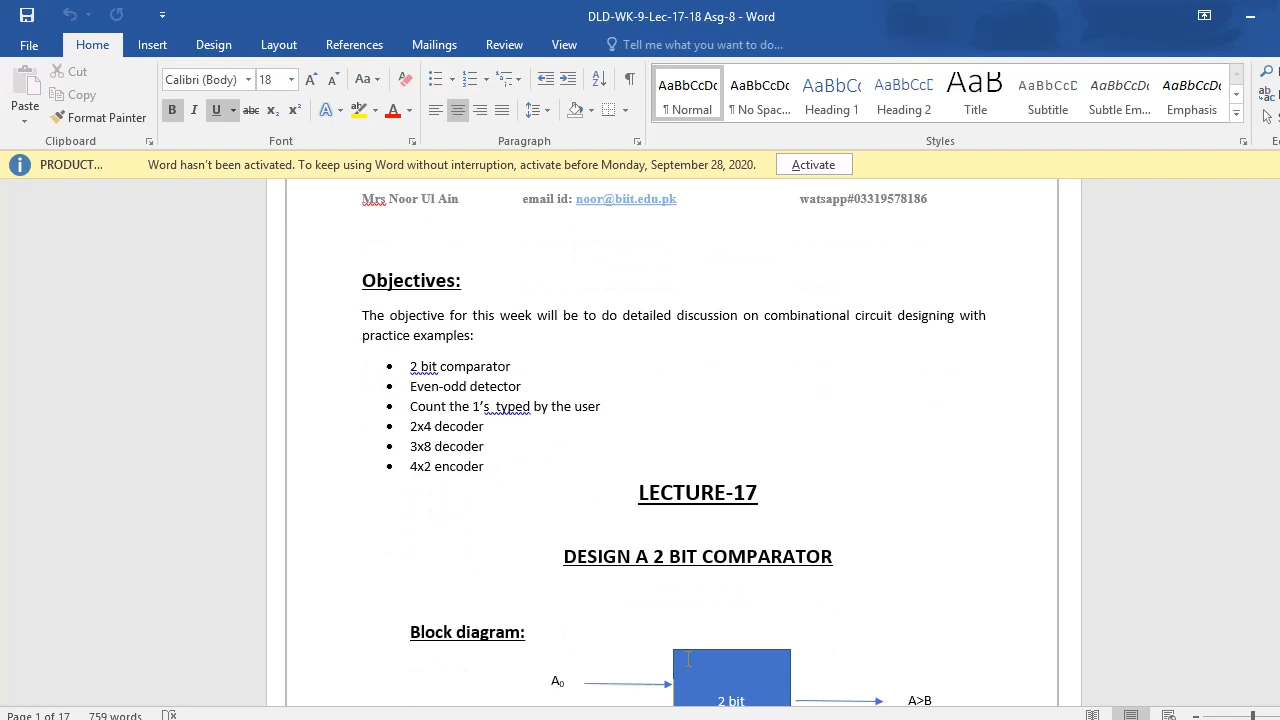 DLD-WK-9-Lec-17-18 Asg-8 - Word
File Home Insert Design Layout References Mailings Review View Tell me what you want to do...
Paste
Cut
Copy
Format Painter
Calibri (Body) 18
AaBbCcDc AaBbCcDc AaBbCc AaBbCcD AaB AaBbCcD AaBbCcDc AaBbCcDc
¶ Normal ¶ No Spac... Heading 1 Heading 2 Title Subtitle Subtle Em... Emphasis
Clipboard Font Paragraph Styles
PRODUCT... Word hasn't been activated. To keep using Word without interruption, activate before Monday, September 28, 2020. Activate
Mrs Noor Ul Ain email id: noor@biit.edu.pk watsapp#03319578186
Objectives:
The objective for this week will be to do detailed discussion on combinational circuit designing with
practice examples:
• 2 bit comparator
• Even-odd detector
• Count the 1's typed by the user
• 2x4 decoder
• 3x8 decoder
• 4x2 encoder
LECTURE-17
DESIGN A 2 BIT COMPARATOR
Block diagram:
A₀
2 bit
A>B
Page 1 of 17 759 words